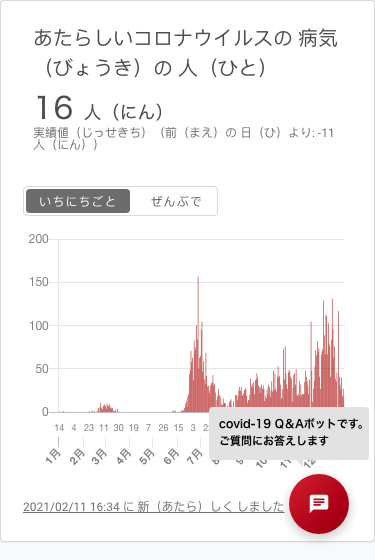 あたらしいコロナウイルスの 病気
（びょうき）の 人（ひと）
16 人（にん）
実績値（じっせきち）（前（まえ）の 日（ひ）より: -11
人（にん））
いちにちごと ぜんぶで
200
150
100
50
0
14 4 23 11 30 19 7 26 15 3
1月 2月 3月 4月 5月 6月 7月
covid-19 Q&Aボットです。
ご質問にお答えします
2021/02/11 16:34 に 新（あたら）しく しました